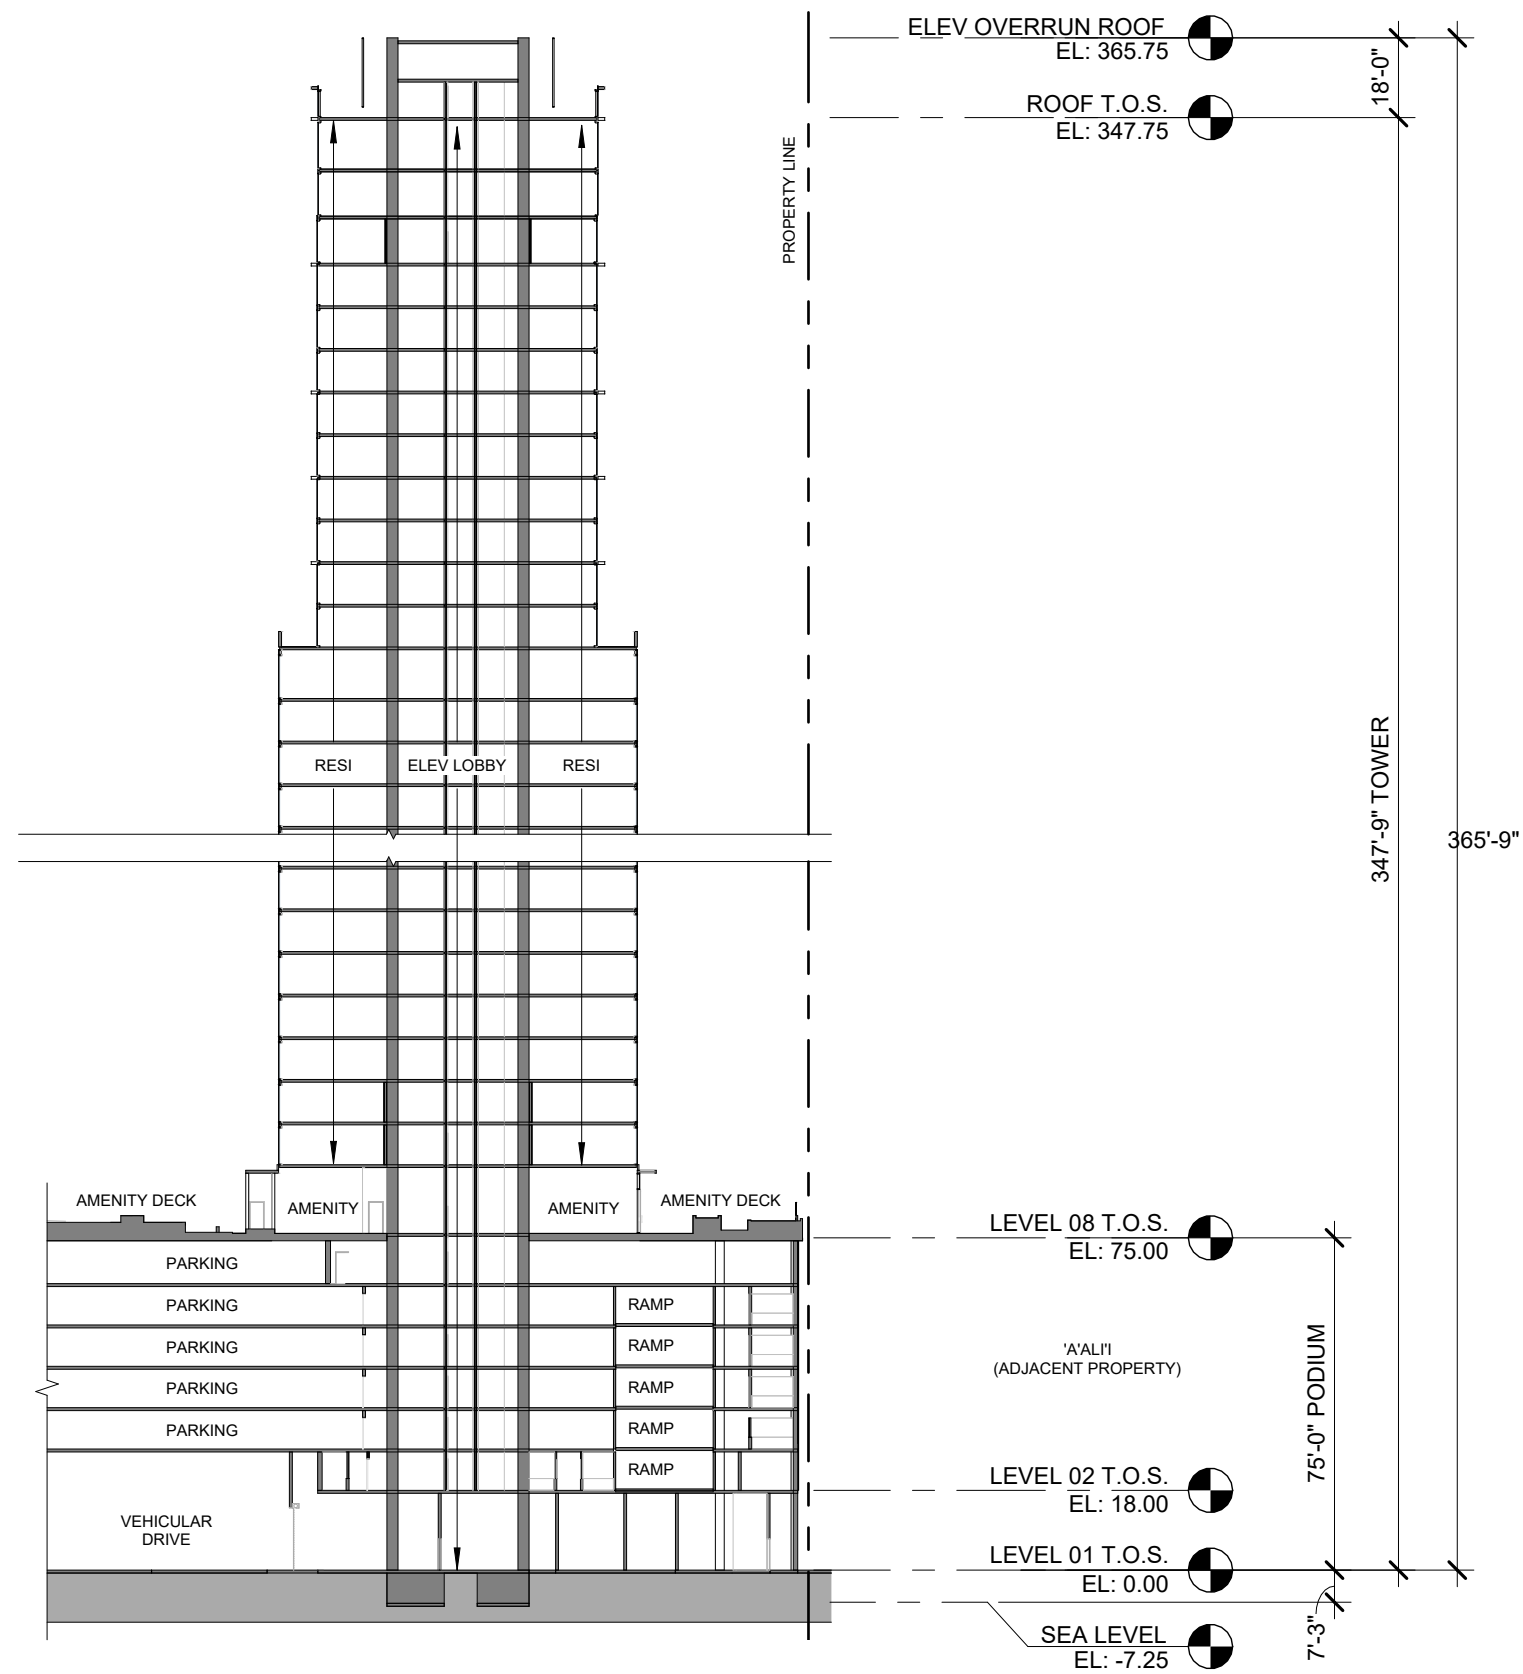 ELEV OVERRUN ROOF
EL: 365.75
18'-0"
ROOF T.O.S.
EL: 347.75
PROPERTY LINE
347'-9" TOWER
365'-9"
RESI
ELEV LOBBY
RESI
AMENITY DECK
AMENITY
AMENITY
AMENITY DECK
LEVEL 08 T.O.S.
EL: 75.00
PARKING
PARKING
RAMP
PARKING
RAMP
'A'ALI'I
(ADJACENT PROPERTY)
PARKING
RAMP
PARKING
RAMP
75'-0" PODIUM
RAMP
LEVEL 02 T.O.S.
EL: 18.00
VEHICULAR
DRIVE
LEVEL 01 T.O.S.
EL: 0.00
7'-3"
SEA LEVEL
EL: -7.25